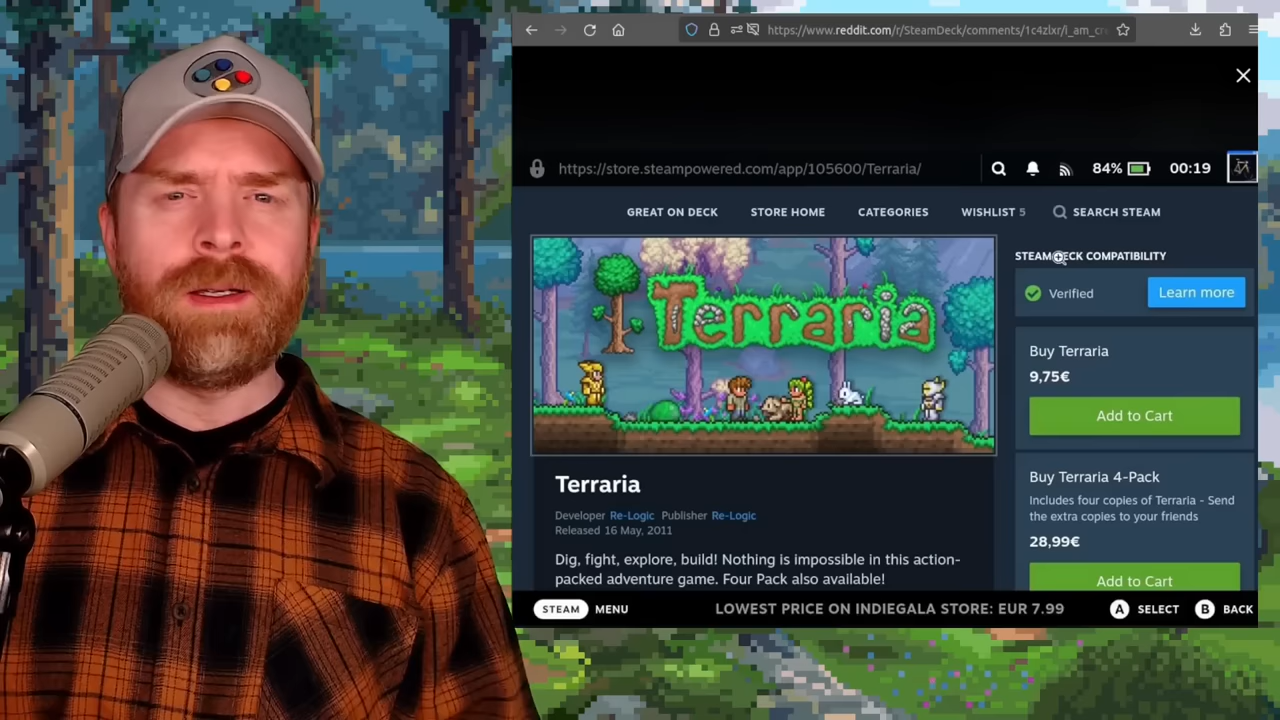 https://www.reddit.com/r/SteamDeck/comments/1c4zlxr/i_am_cr
https://store.steampowered.com/app/105600/Terraria/
84%
00:19
GREAT ON DECK STORE HOME CATEGORIES WISHLIST 5 SEARCH STEAM
Terraria
STEAM DECK COMPATIBILITY
Verified
Learn more
Buy Terraria
9,75€
Add to Cart
Buy Terraria 4-Pack
Includes four copies of Terraria - Send
the extra copies to your friends
28,99€
Add to Cart
Terraria
Developer Re-Logic Publisher Re-Logic
Released 16 May, 2011
Dig, fight, explore, build! Nothing is impossible in this action-
packed adventure game. Four Pack also available!
STEAM MENU LOWEST PRICE ON INDIEGALA STORE: EUR 7.99 A SELECT B BACK